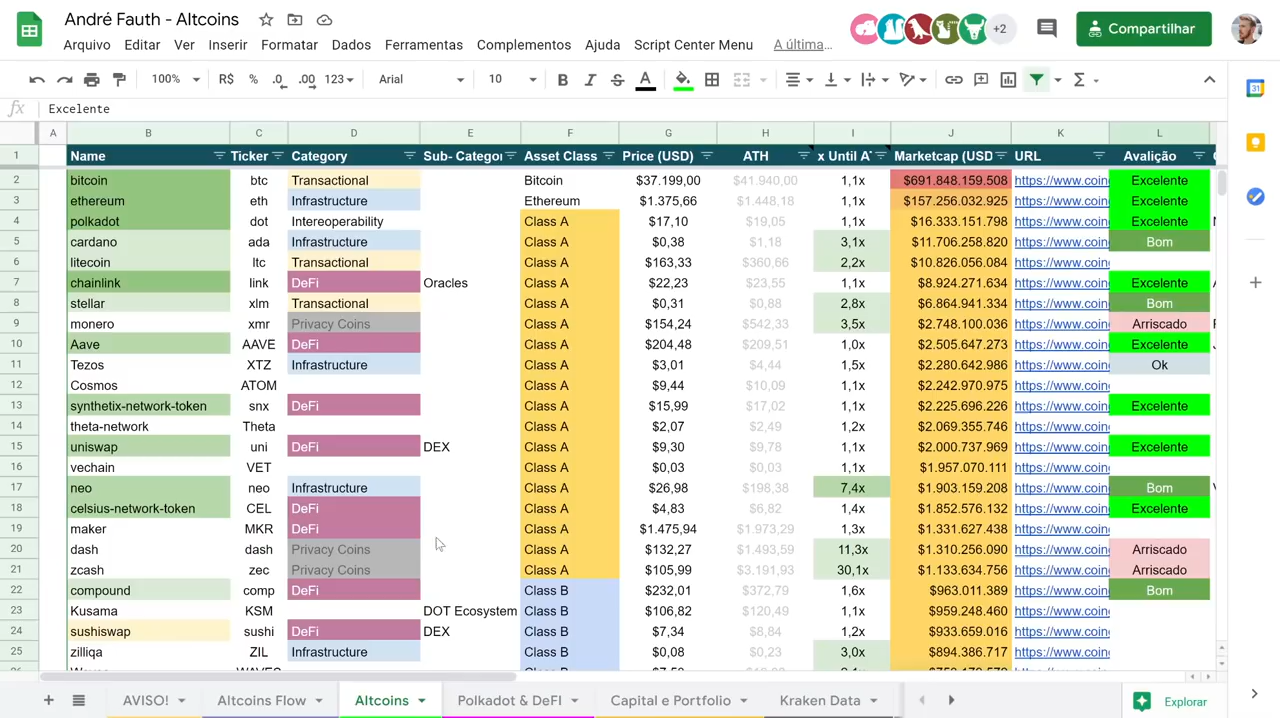 André Fauth - Altcoins
Arquivo Editar Ver Inserir Formatar Dados Ferramentas Complementos Ajuda Script Center Menu A última...
+2
Compartilhar
100% R$ % .0 .00 123 Arial 10 B I S A
31
fx Excelente
A B C D E F G H I J K L
1 Name Ticker Category Sub- Categor Asset Class Price (USD) ATH x Until A Marketcap (USD URL Avalição
2 bitcoin btc Transactional Bitcoin $37.199,00 $41.940,00 1,1x $691.848.159.508 https://www.coin Excelente
3 ethereum eth Infrastructure Ethereum $1.375,66 $1.448,18 1,1x $157.256.032.925 https://www.coin Excelente
4 polkadot dot Intereoperability Class A $17,10 $19,05 1,1x $16.333.151.798 https://www.coin Excelente
5 cardano ada Infrastructure Class A $0,38 $1,18 3,1x $11.706.258.820 https://www.coin Bom
6 litecoin ltc Transactional Class A $163,33 $360,66 2,2x $10.826.056.084 https://www.coin
7 chainlink link DeFi Oracles Class A $22,23 $23,55 1,1x $8.924.271.634 https://www.coin Excelente
8 stellar xlm Transactional Class A $0,31 $0,88 2,8x $6.864.941.334 https://www.coin Bom
9 monero xmr Privacy Coins Class A $154,24 $542,33 3,5x $2.748.100.036 https://www.coin Arriscado
10 Aave AAVE DeFi Class A $204,48 $209,51 1,0x $2.505.647.273 https://www.coin Excelente
11 Tezos XTZ Infrastructure Class A $3,01 $4,44 1,5x $2.280.642.986 https://www.coin Ok
12 Cosmos ATOM Class A $9,44 $10,09 1,1x $2.242.970.975 https://www.coin
13 synthetix-network-token snx DeFi Class A $15,99 $17,02 1,1x $2.225.696.226 https://www.coin Excelente
14 theta-network Theta Class A $2,07 $2,49 1,2x $2.069.355.746 https://www.coin
15 uniswap uni DeFi DEX Class A $9,30 $9,78 1,1x $2.000.737.969 https://www.coin Excelente
16 vechain VET Class A $0,03 $0,03 1,1x $1.957.070.111 https://www.coin
17 neo neo Infrastructure Class A $26,98 $198,38 7,4x $1.903.159.208 https://www.coin Bom
18 celsius-network-token CEL DeFi Class A $4,83 $6,82 1,4x $1.852.576.132 https://www.coin Excelente
19 maker MKR DeFi Class A $1.475,94 $1.973,29 1,3x $1.331.627.438 https://www.coin
20 dash dash Privacy Coins Class A $132,27 $1.493,59 11,3x $1.310.256.090 https://www.coin Arriscado
21 zcash zec Privacy Coins Class A $105,99 $3.191,93 30,1x $1.133.634.756 https://www.coin Arriscado
22 compound comp DeFi Class B $232,01 $372,79 1,6x $963.011.389 https://www.coin Bom
23 Kusama KSM DOT Ecosystem Class B $106,82 $120,49 1,1x $959.248.460 https://www.coin
24 sushiswap sushi DeFi DEX Class B $7,34 $8,84 1,2x $933.659.016 https://www.coin
25 zilliqa ZIL Infrastructure Class B $0,08 $0,23 3,0x $894.386.717 https://www.coin
AVISO! Altcoins Flow Altcoins Polkadot & DeFi Capital e Portfolio Kraken Data Explorar